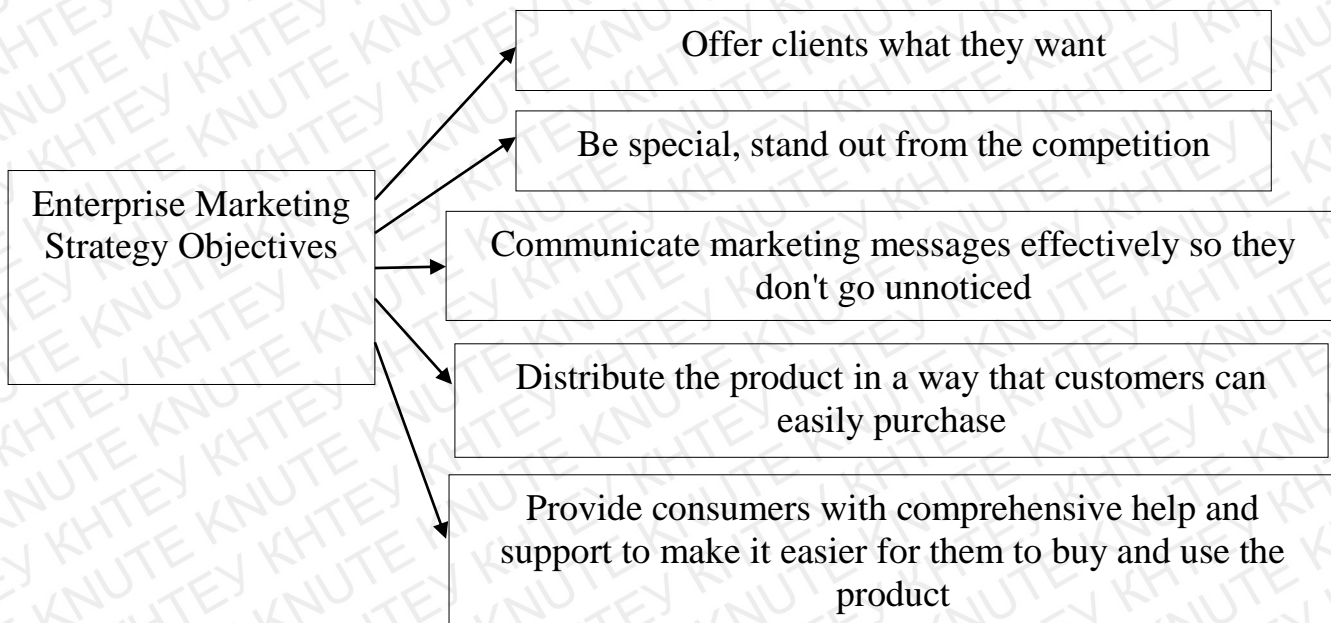 Offer clients what they want
Be special, stand out from the competition
Enterprise Marketing
Strategy Objectives
Communicate marketing messages effectively so they
don't go unnoticed
Distribute the product in a way that customers can
easily purchase
Provide consumers with comprehensive help and
support to make it easier for them to buy and use the
product